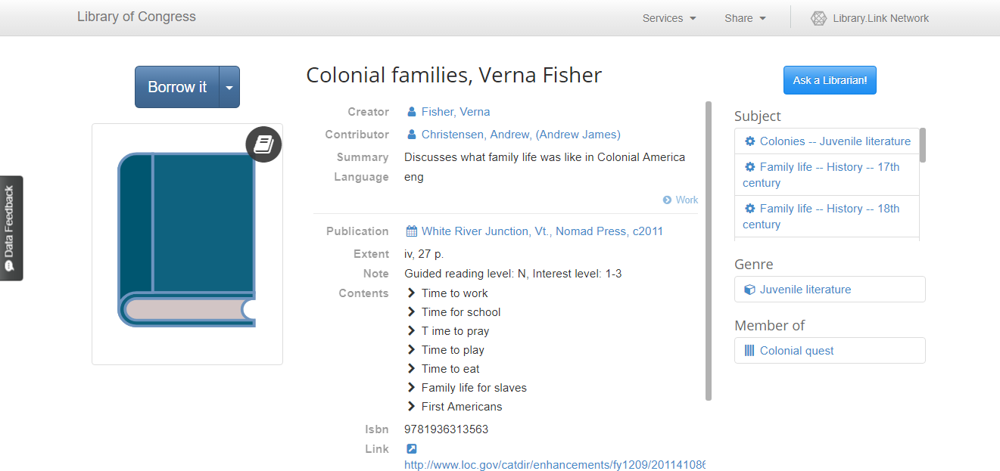 Library of Congress
Services
Share
Library.Link Network
Borrow it
Data Feedback
Colonial families, Verna Fisher
Creator Fisher, Verna
Contributor Christensen, Andrew, (Andrew James)
Summary Discusses what family life was like in Colonial America
Language eng
Work
Publication White River Junction, Vt., Nomad Press, c2011
Extent iv, 27 p.
Note Guided reading level: N, Interest level: 1-3
Contents Time to work
Time for school
T ime to pray
Time to play
Time to eat
Family life for slaves
First Americans
Isbn 9781936313563
Link
http://www.loc.gov/catdir/enhancements/fy1209/201141086
Ask a Librarian!
Subject
Colonies -- Juvenile literature
Family life -- History -- 17th
century
Family life -- History -- 18th
century
Genre
Juvenile literature
Member of
Colonial quest